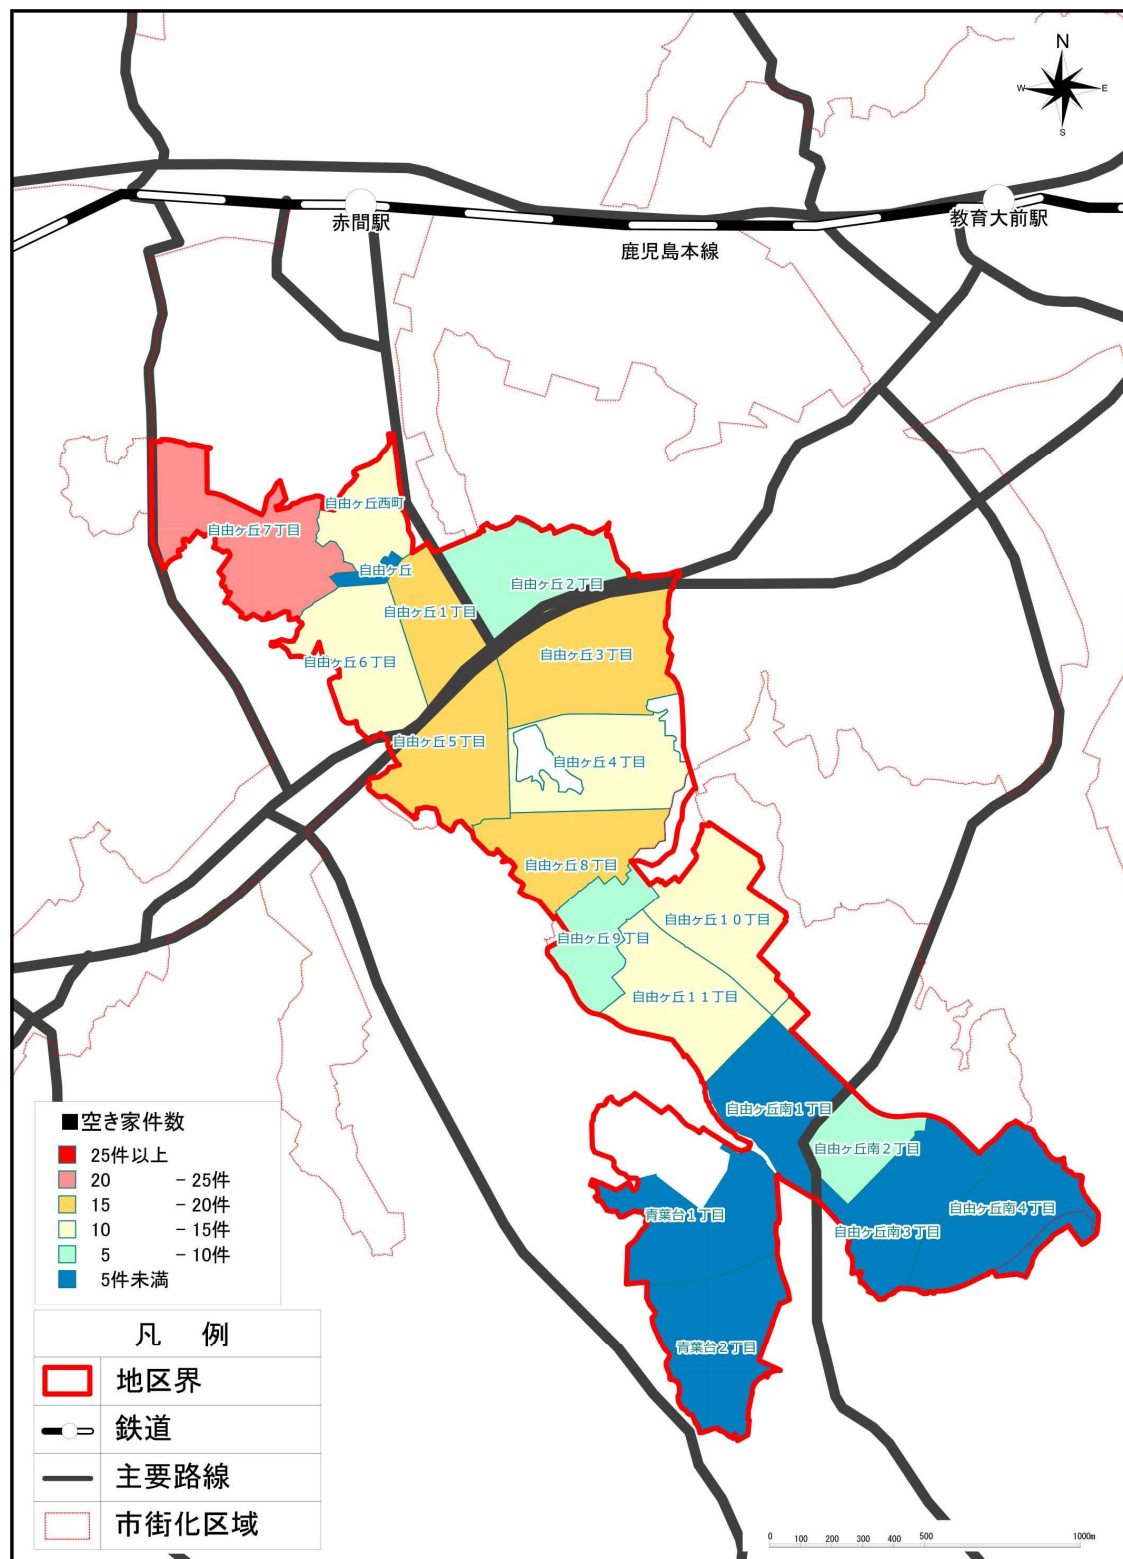 N
W
E
S
赤間駅
教育大前駅
鹿児島本線
自由ヶ丘西町
自由ヶ丘７丁目
自由ヶ丘
自由ヶ丘２丁目
自由ヶ丘１丁目
自由ヶ丘３丁目
自由ヶ丘６丁目
自由ヶ丘５丁目
自由ヶ丘４丁目
自由ヶ丘８丁目
自由ヶ丘１０丁目
自由ヶ丘９丁目
自由ヶ丘１１丁目
自由ヶ丘南１丁目
自由ヶ丘南２丁目
自由ヶ丘南４丁目
自由ヶ丘南３丁目
青葉台１丁目
青葉台２丁目
■空き家件数
25件以上
20 － 25件
15 － 20件
10 － 15件
5 － 10件
5件未満
凡 例
地区界
鉄道
主要路線
市街化区域
0 100 200 300 400 500 1000m